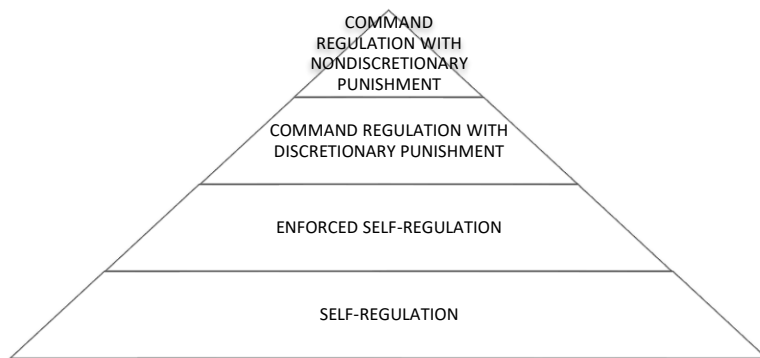 COMMAND
REGULATION WITH
NONDISCRETIONARY
PUNISHMENT
COMMAND REGULATION WITH
DISCRETIONARY PUNISHMENT
ENFORCED SELF-REGULATION
SELF-REGULATION